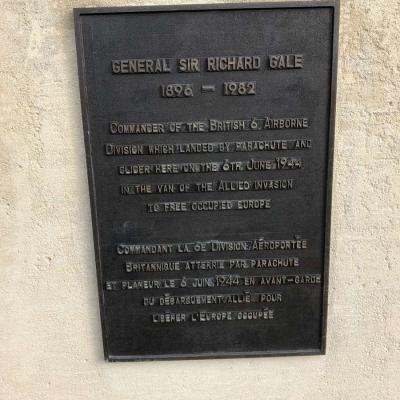 GENERAL SIR RICHARD GALE
1896 — 1982
COMMANDER OF THE BRITISH 6 AIRBORNE
DIVISION WHICH LANDED BY PARACHUTE AND
GLIDER HERE ON THE 6TH JUNE 1944
IN THE VAN OF THE ALLIED INVASION
TO FREE OCCUPIED EUROPE
COMMANDANT LA 6E DIVISION AÉROPORTÉE
BRITANNIQUE ATTERRIE PAR PARACHUTE
ET PLANEUR LE 6 JUIN 1944 EN AVANT-GARDE
DU DÉBARQUEMENT ALLIÉ POUR
LIBÉRER L'EUROPE OCCUPÉE